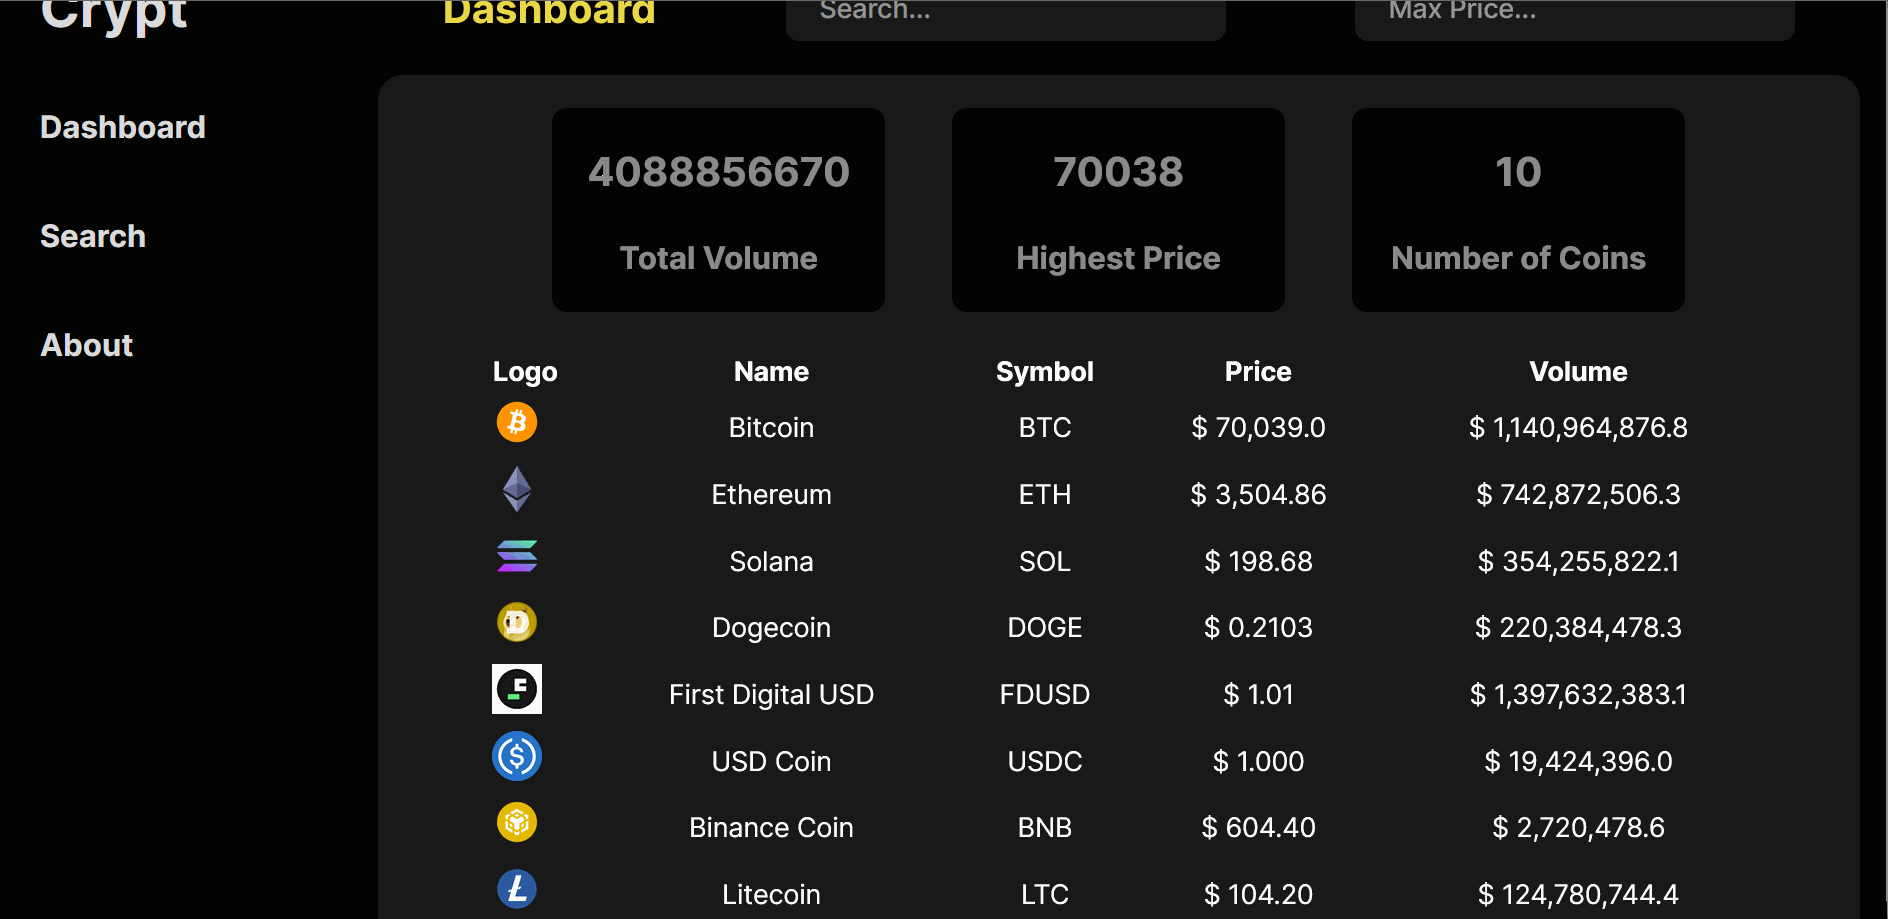 Crypt
Dashboard
Search...
Max Price...
Dashboard
Search
About
4088856670
Total Volume
70038
Highest Price
10
Number of Coins
Logo Name Symbol Price Volume
Bitcoin BTC $ 70,039.0 $ 1,140,964,876.8
Ethereum ETH $ 3,504.86 $ 742,872,506.3
Solana SOL $ 198.68 $ 354,255,822.1
Dogecoin DOGE $ 0.2103 $ 220,384,478.3
First Digital USD FDUSD $ 1.01 $ 1,397,632,383.1
USD Coin USDC $ 1.000 $ 19,424,396.0
Binance Coin BNB $ 604.40 $ 2,720,478.6
Litecoin LTC $ 104.20 $ 124,780,744.4